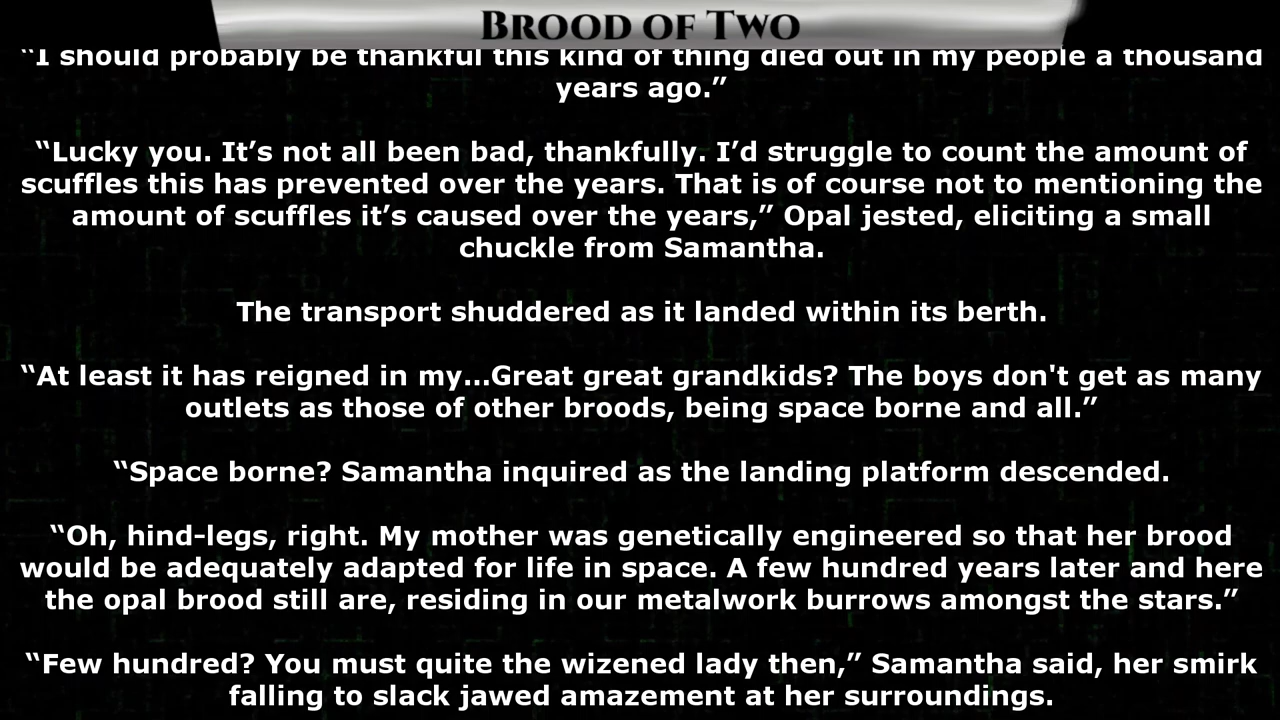 Brood of Two
“I should probably be thankful this kind of thing died out in my people a thousand
years ago.”
“Lucky you. It’s not all been bad, thankfully. I’d struggle to count the amount of
scuffles this has prevented over the years. That is of course not to mentioning the
amount of scuffles it’s caused over the years,” Opal jested, eliciting a small
chuckle from Samantha.
The transport shuddered as it landed within its berth.
“At least it has reigned in my...Great great grandkids? The boys don't get as many
outlets as those of other broods, being space borne and all.”
“Space borne? Samantha inquired as the landing platform descended.
“Oh, hind-legs, right. My mother was genetically engineered so that her brood
would be adequately adapted for life in space. A few hundred years later and here
the opal brood still are, residing in our metalwork burrows amongst the stars.”
“Few hundred? You must quite the wizened lady then,” Samantha said, her smirk
falling to slack jawed amazement at her surroundings.